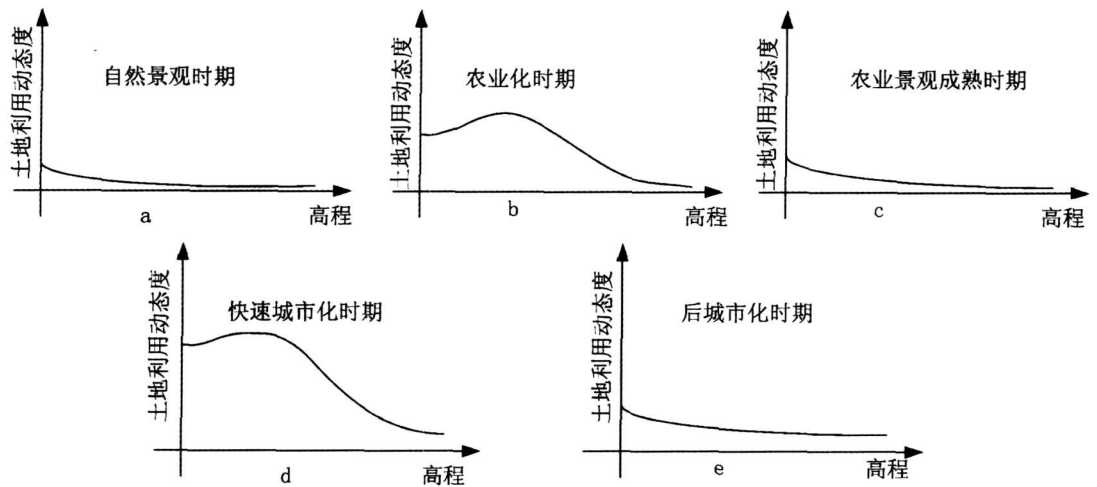 土地利用动态度
自然景观时期
高程
a
土地利用动态度
农业化时期
高程
b
土地利用动态度
农业景观成熟时期
高程
c
土地利用动态度
快速城市化时期
高程
d
土地利用动态度
后城市化时期
高程
e